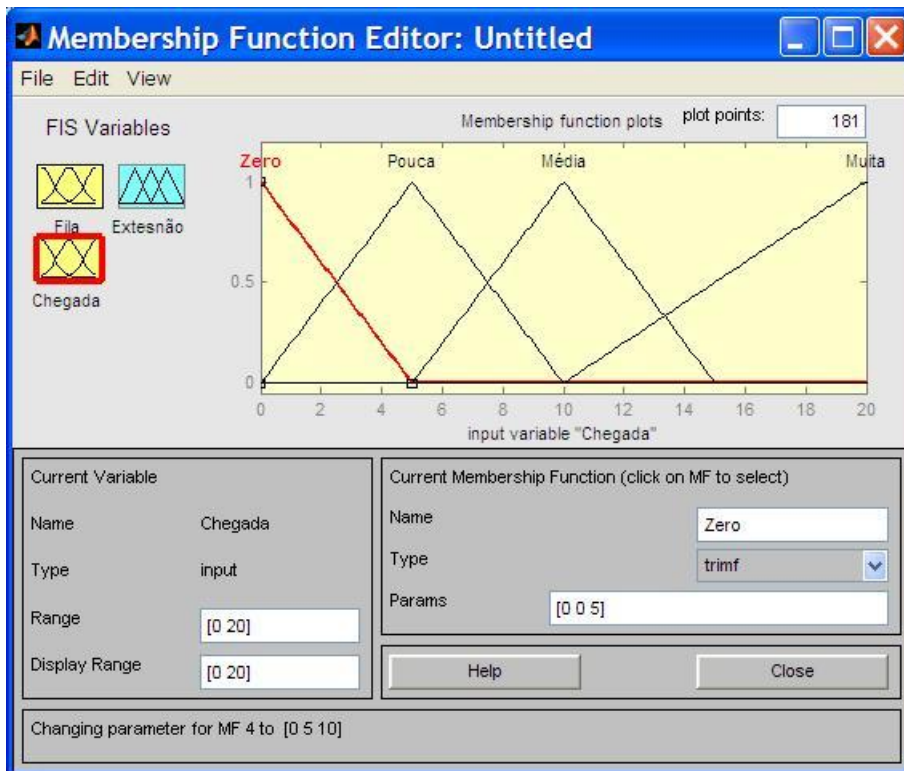 Membership Function Editor: Untitled
File Edit View
FIS Variables
Membership function plots plot points: 181
Zero Pouca Média Muita
1
0.5
0
0 2 4 6 8 10 12 14 16 18 20
input variable "Chegada"
Fila Extesnão
Chegada
Current Variable
Name Chegada
Type input
Range [0 20]
Display Range [0 20]
Current Membership Function (click on MF to select)
Name Zero
Type trimf
Params [0 0 5]
Help Close
Changing parameter for MF 4 to [0 5 10]